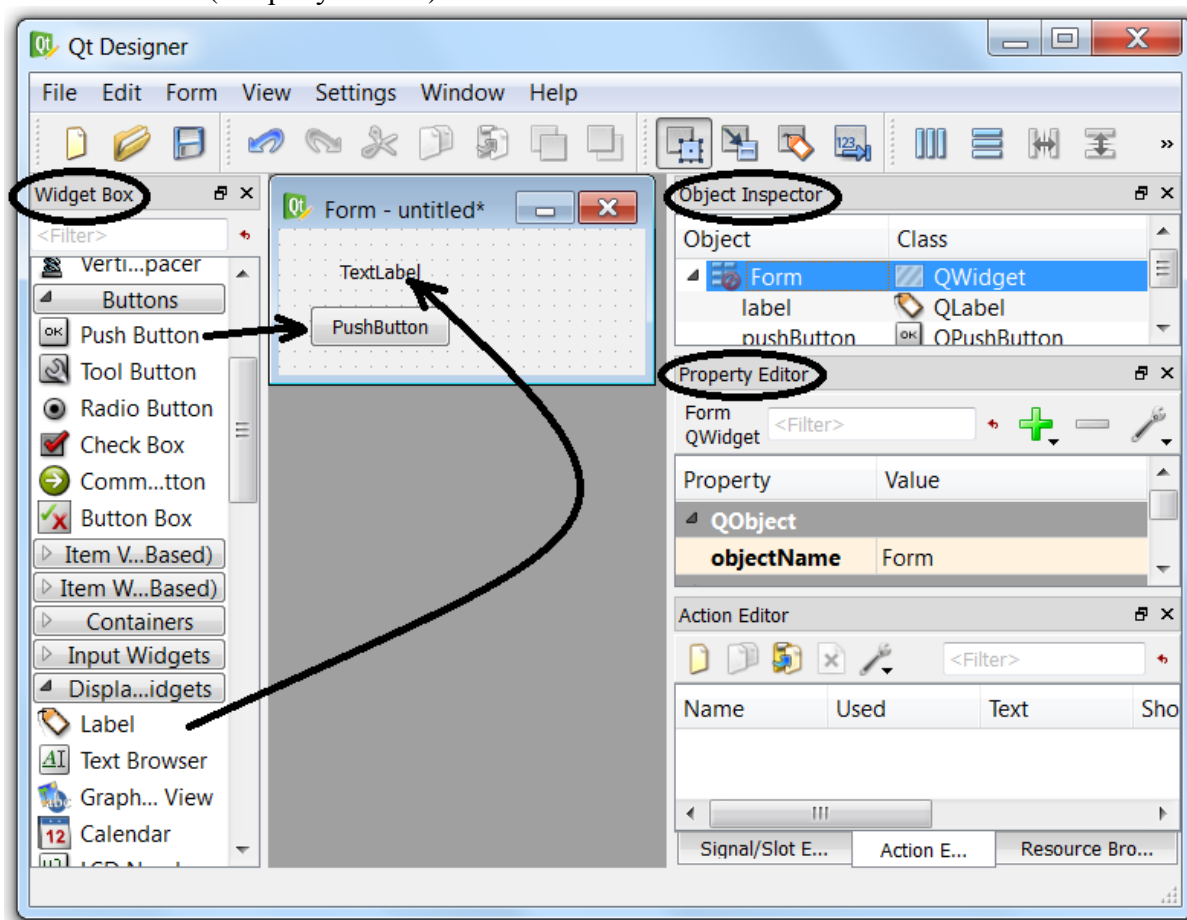 Qt Designer
File Edit Form View Settings Window Help
Widget Box
<Filter>
Verti...pacer
Buttons
Push Button
Tool Button
Radio Button
Check Box
Comm...tton
Button Box
Item V...Based)
Item W...Based)
Containers
Input Widgets
Displa...idgets
Label
Text Browser
Graph... View
Calendar
Form - untitled*
TextLabel
PushButton
Object Inspector
Object Class
Form QWidget
label QLabel
pushButton QPushButton
Property Editor
Form
QWidget
<Filter>
Property Value
QObject
objectName Form
Action Editor
<Filter>
Name Used Text Sho
Signal/Slot E... Action E... Resource Bro...